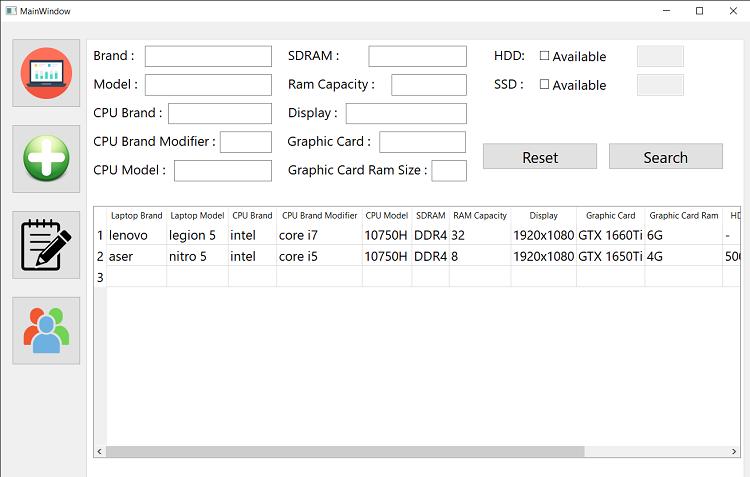 MainWindow
Brand : SDRAM : HDD: Available
Model : Ram Capacity : SSD : Available
CPU Brand : Display :
CPU Brand Modifier : Graphic Card :
CPU Model : Graphic Card Ram Size :
Reset Search
Laptop Brand Laptop Model CPU Brand CPU Brand Modifier CPU Model SDRAM RAM Capacity Display Graphic Card Graphic Card Ram HD
1 lenovo legion 5 intel core i7 10750H DDR4 32 1920x1080 GTX 1660Ti 6G -
2 aser nitro 5 intel core i5 10750H DDR4 8 1920x1080 GTX 1650Ti 4G
3